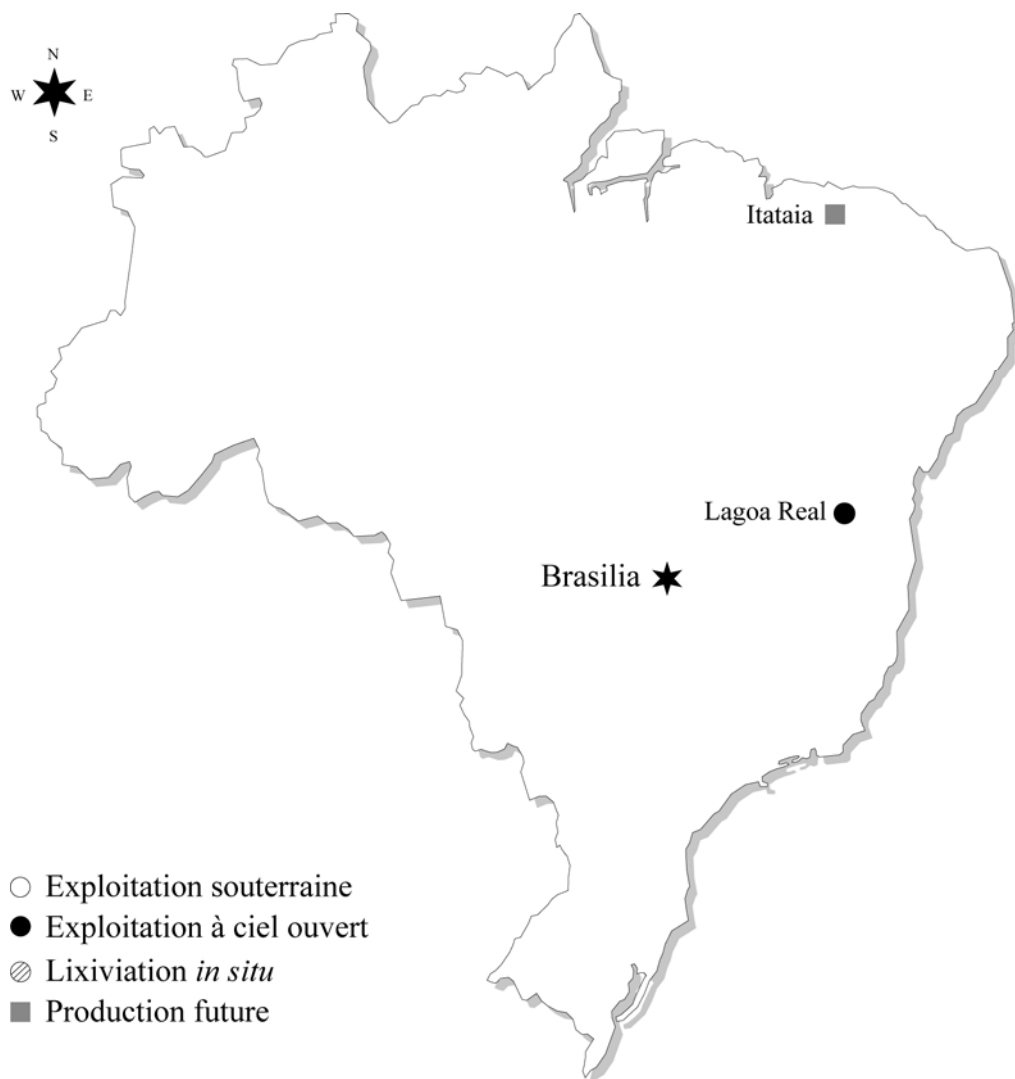 N
W E
S
Itataia
Lagoa Real
Brasilia
Exploitation souterraine
Exploitation à ciel ouvert
Lixiviation in situ
Production future